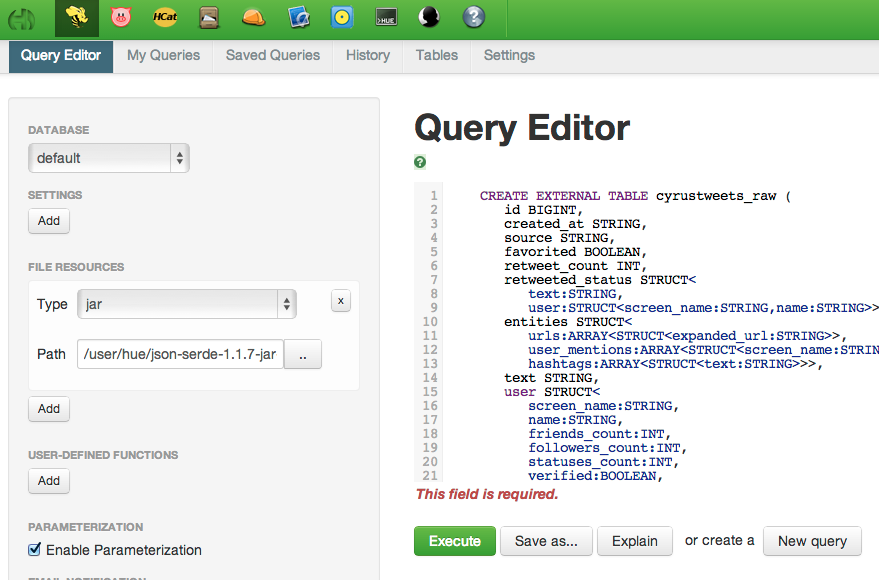 HCat
HUE
?
Query Editor
My Queries
Saved Queries
History
Tables
Settings
DATABASE
default
SETTINGS
Add
FILE RESOURCES
Type
jar
x
Path
/user/hue/json-serde-1.1.7-jar
..
Add
USER-DEFINED FUNCTIONS
Add
PARAMETERIZATION
Enable Parameterization
EMAIL NOTIFICATION
Query Editor
?
1 CREATE EXTERNAL TABLE cyrustweets_raw (
2 id BIGINT,
3 created_at STRING,
4 source STRING,
5 favorited BOOLEAN,
6 retweet_count INT,
7 retweeted_status STRUCT<
8 text:STRING,
9 user:STRUCT<screen_name:STRING,name:STRING>>
10 entities STRUCT<
11 urls:ARRAY<STRUCT<expanded_url:STRING>>,
12 user_mentions:ARRAY<STRUCT<screen_name:STRIN
13 hashtags:ARRAY<STRUCT<text:STRING>>>,
14 text STRING,
15 user STRUCT<
16 screen_name:STRING,
17 name:STRING,
18 friends_count:INT,
19 followers_count:INT,
20 statuses_count:INT,
21 verified:BOOLEAN,
This field is required.
Execute
Save as...
Explain
or create a
New query